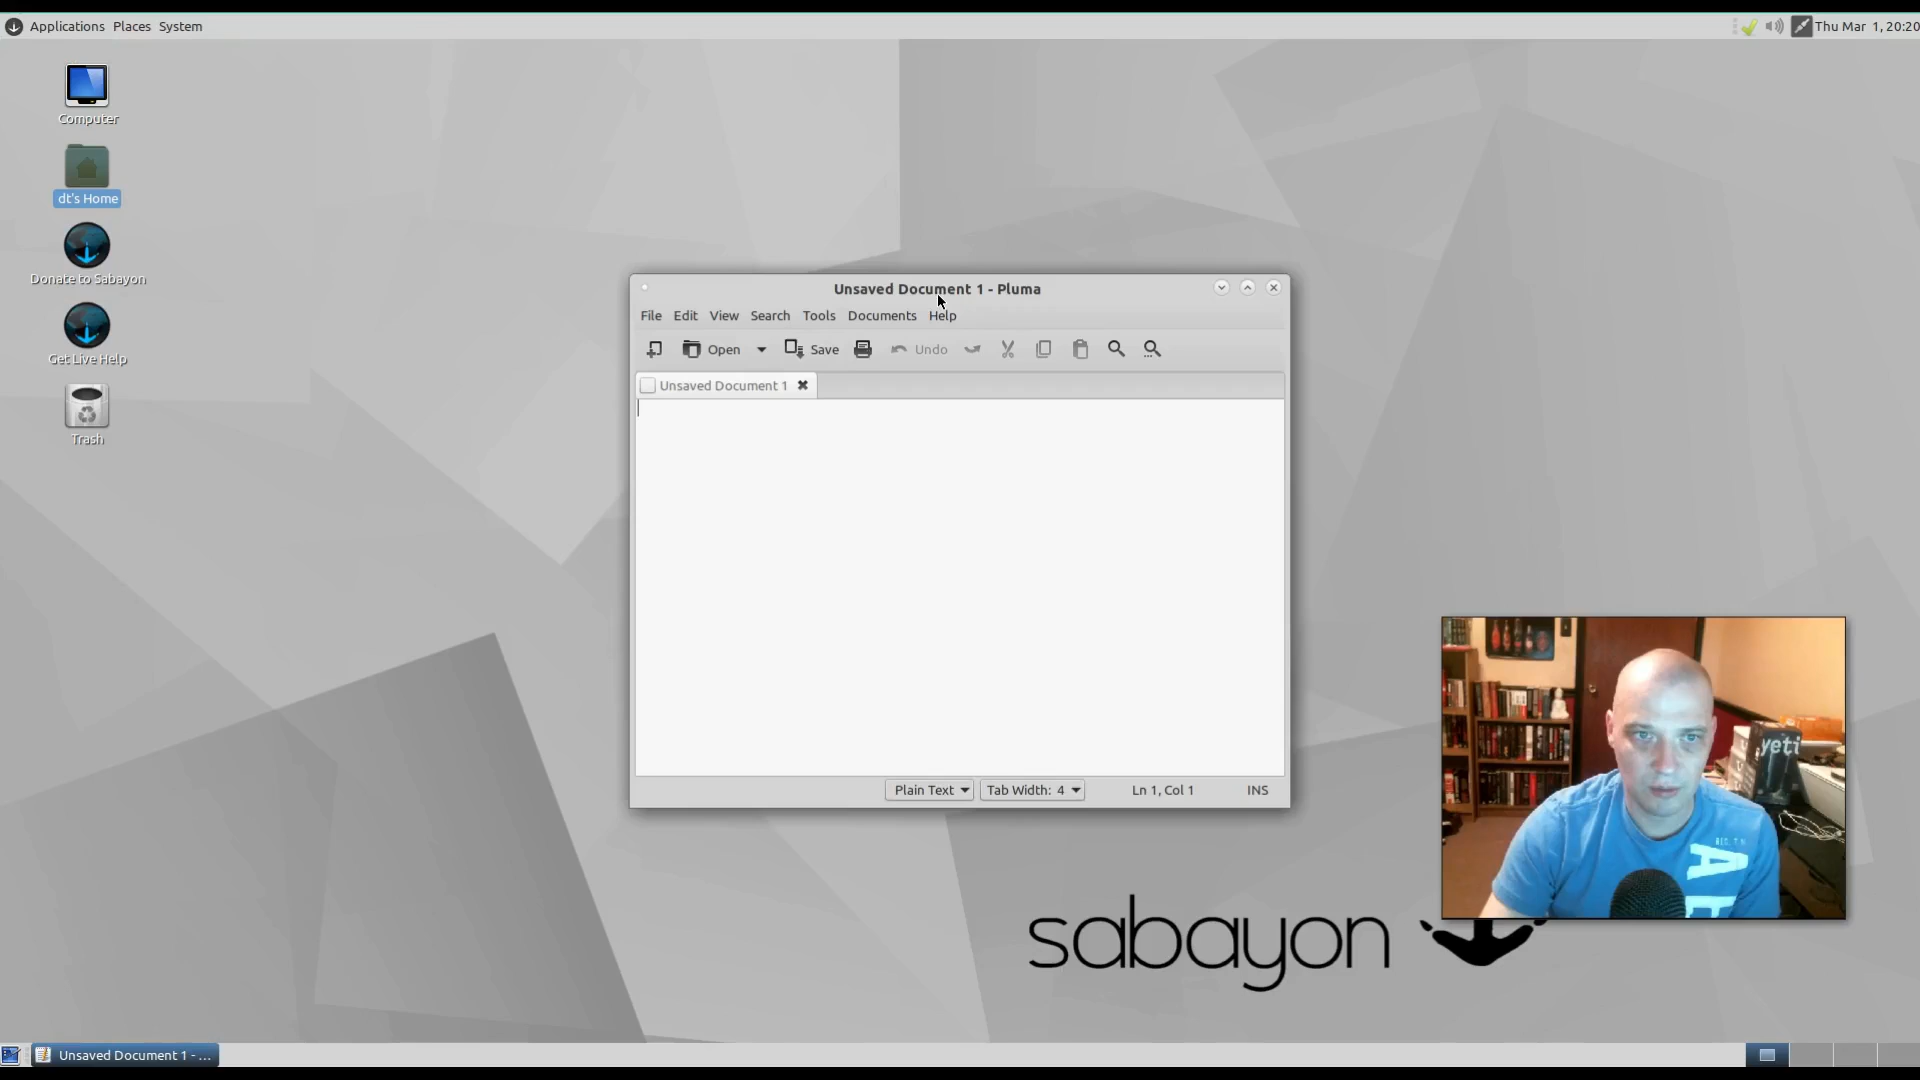 Applications Places System
Thu Mar 1, 20:20
Computer
dt's Home
Donate to Sabayon
Get Live Help
Trash
Unsaved Document 1 - Pluma
File Edit View Search Tools Documents Help
Open Save Undo
Unsaved Document 1
Plain Text Tab Width: 4 Ln 1, Col 1 INS
yeti
sabayon
Unsaved Document 1 - ...